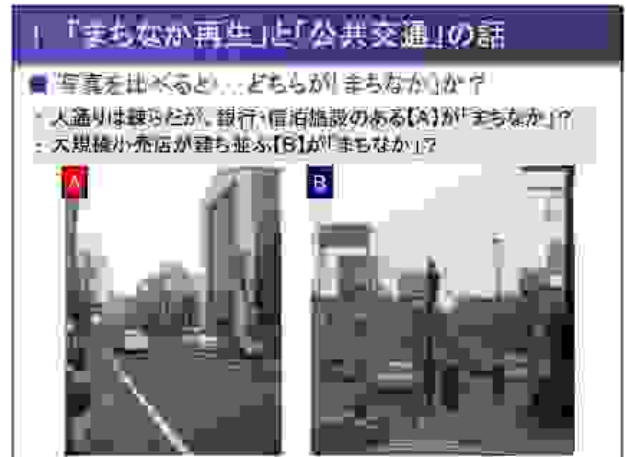 「まちなか再生」と「公共交通」の話
写真を比べると…どちらが「まちなか」か?
・人通りは疎らだが、銀行・宿泊施設のある【A】が「まちなか」?
・大規模小売店が建ち並ぶ【B】が「まちなか」?
A
B